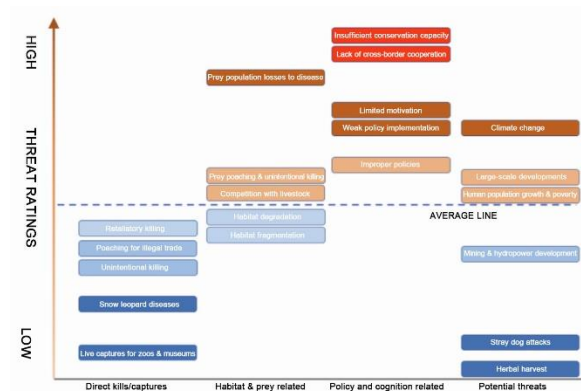 HIGH
THREAT RATINGS
LOW
Insufficient conservation capacity
Lack of cross-border cooperation
Prey population losses to disease
Limited motivation
Weak policy implementation
Climate change
Improper policies
Prey poaching & unintentional killing
Large-scale developments
Competition with livestock
Human population growth & poverty
AVERAGE LINE
Habitat degradation
Retaliatory killing
Habitat fragmentation
Poaching for illegal trade
Mining & hydropower development
Unintentional killing
Snow leopard diseases
Stray dog attacks
Live captures for zoos & museums
Herbal harvest
Direct kills/captures
Habitat & prey related
Policy and cognition related
Potential threats